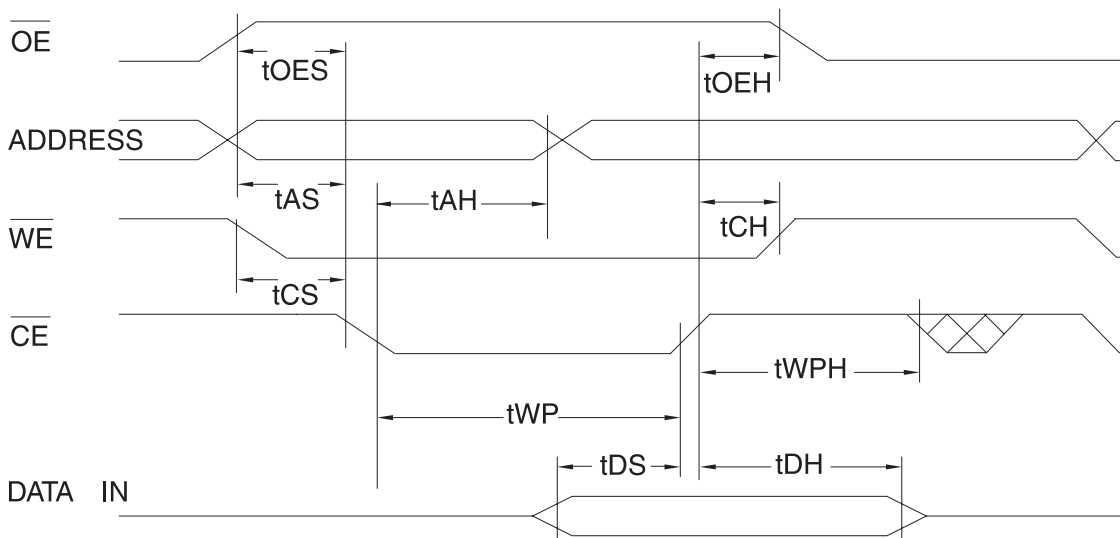 OE
tOES
tOEH
ADDRESS
tAS
tAH
WE
tCH
tCS
CE
tWPH
tWP
tDS
tDH
DATA IN